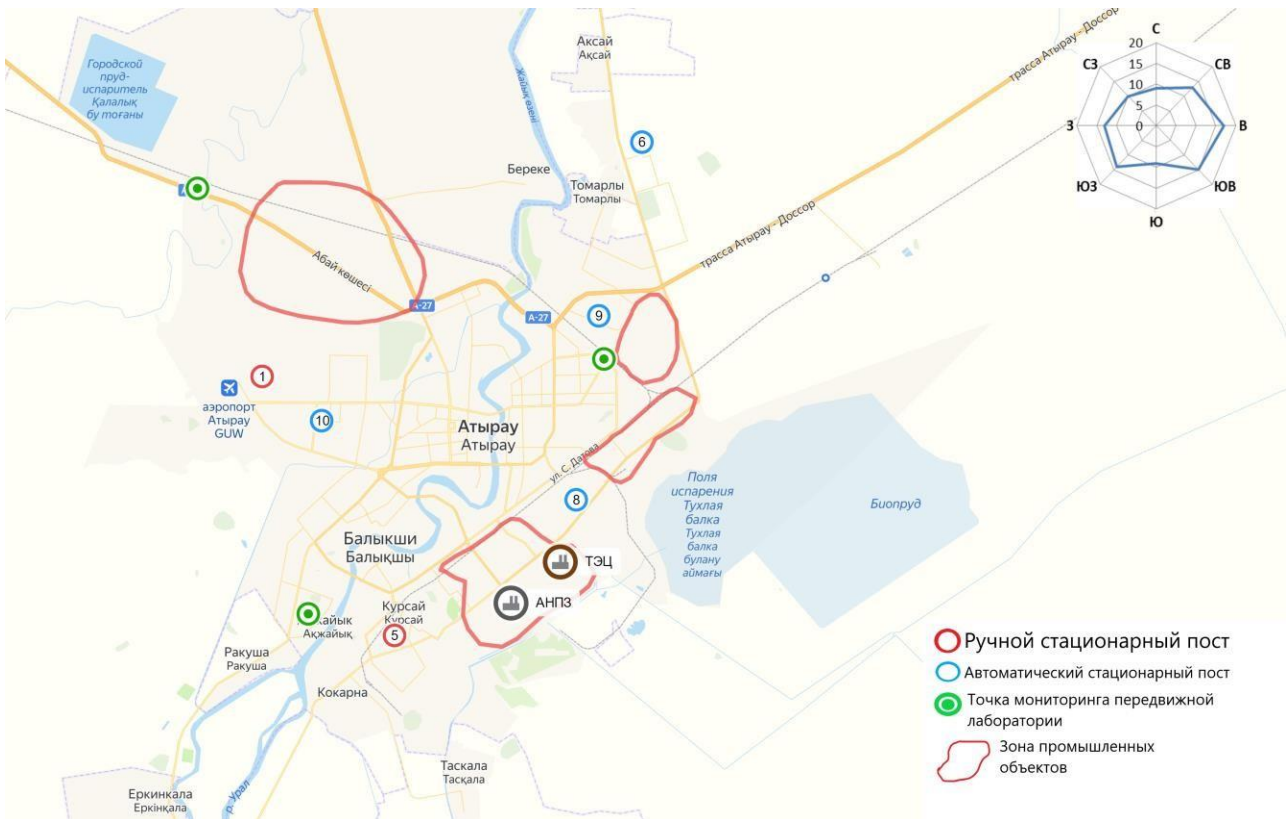 Аксай
Ақсай
Городской
пруд-
испаритель
Қалалық
бу тоғаны
Жайық өзені
трасса Атырау - Доссор
С
20
СЗ
15
СВ
10
5
З
0
В
ЮЗ
ЮВ
Ю
6
Береке
Томарлы
Томарлы
трасса Атырау - Доссор
Абай көшесі
А-27
А-27
9
1
аэропорт
Атырау
GUW
10
Атырау
Атырау
ул. С. Датова
8
Поля
испарения
Тухлая
балка
Тухлая
балка
булану
аймағы
Биопруд
Балыкши
Балықшы
ТЭЦ
АНПЗ
Курсай
Курсай
5
Ақжайық
Ракуша
Ракуша
Кокарна
Таскала
Тасқала
Еркинкала
Еркінқала
р. Урал
Ручной стационарный пост
Автоматический стационарный пост
Точка мониторинга передвижной
лаборатории
Зона промышленных
объектов